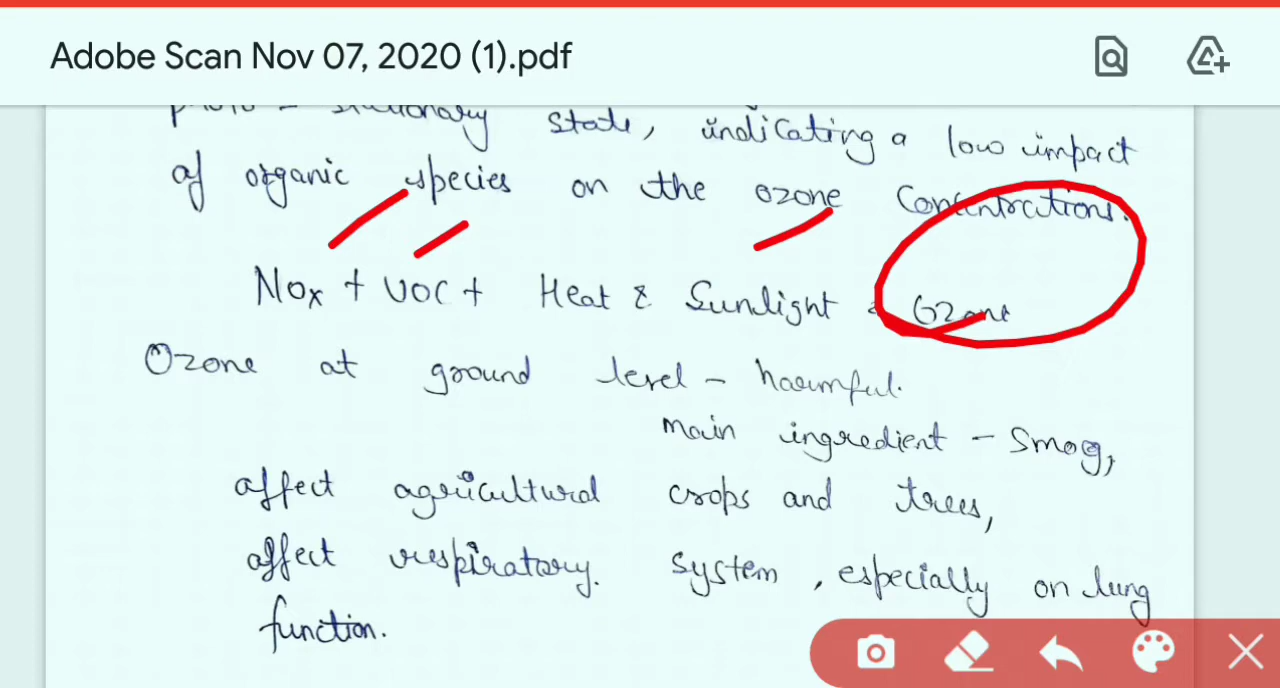 Adobe Scan Nov 07, 2020 (1).pdf
photo - stationary state, indicating a low impact
of organic species on the ozone concentrations.
NOx + VOC + Heat & Sunlight = Ozone
Ozone at ground level - harmful.
main ingredient - smog,
affect agricultural crops and trees,
affect respiratory. system, especially on lung
function.